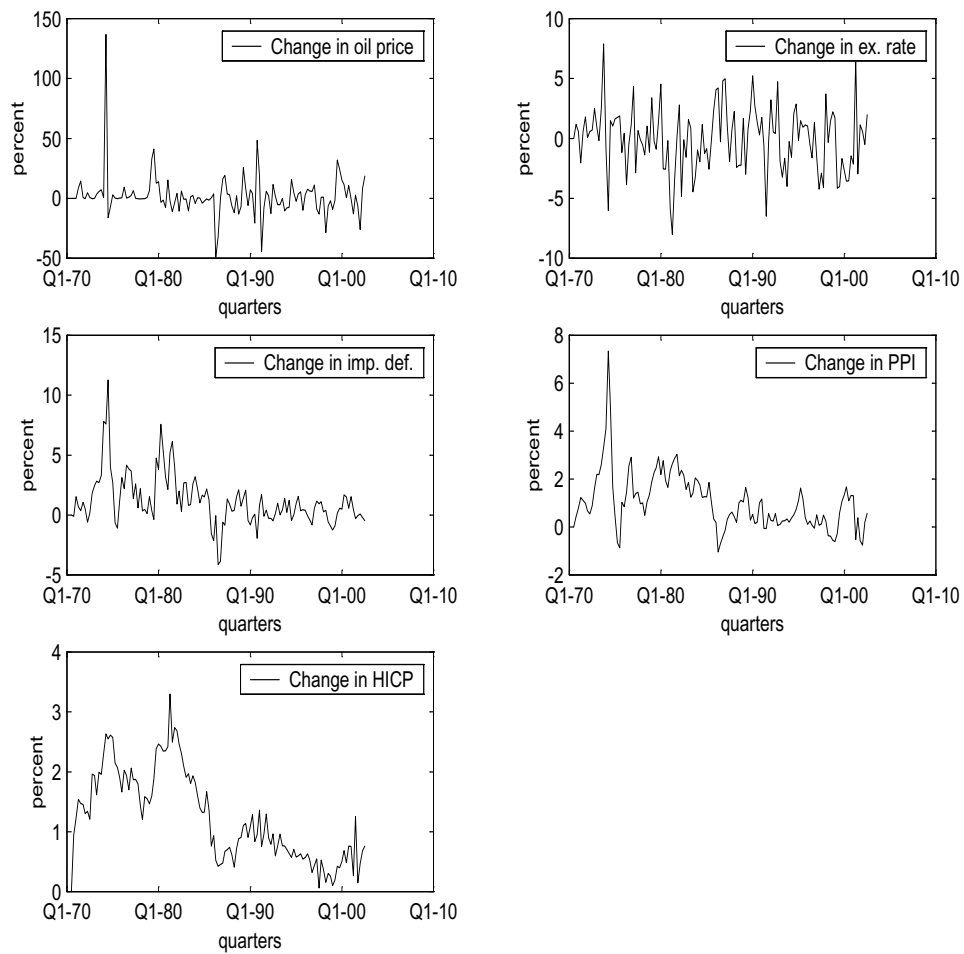 Change in oil price
percent
150
100
50
0
-50
Q1-70 Q1-80 Q1-90 Q1-00 Q1-10
quarters
Change in ex. rate
percent
10
5
0
-5
-10
Q1-70 Q1-80 Q1-90 Q1-00 Q1-10
quarters
Change in imp. def.
percent
15
10
5
0
-5
Q1-70 Q1-80 Q1-90 Q1-00 Q1-10
quarters
Change in PPI
percent
8
6
4
2
0
-2
Q1-70 Q1-80 Q1-90 Q1-00 Q1-10
quarters
Change in HICP
percent
4
3
2
1
0
Q1-70 Q1-80 Q1-90 Q1-00 Q1-10
quarters